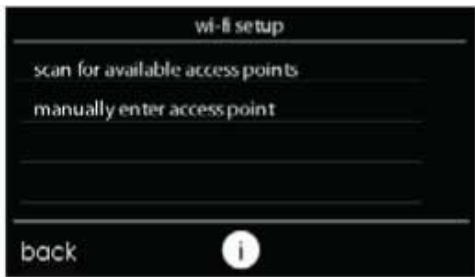 wi-fi setup
scan for available access points
manually enter access point
back
i